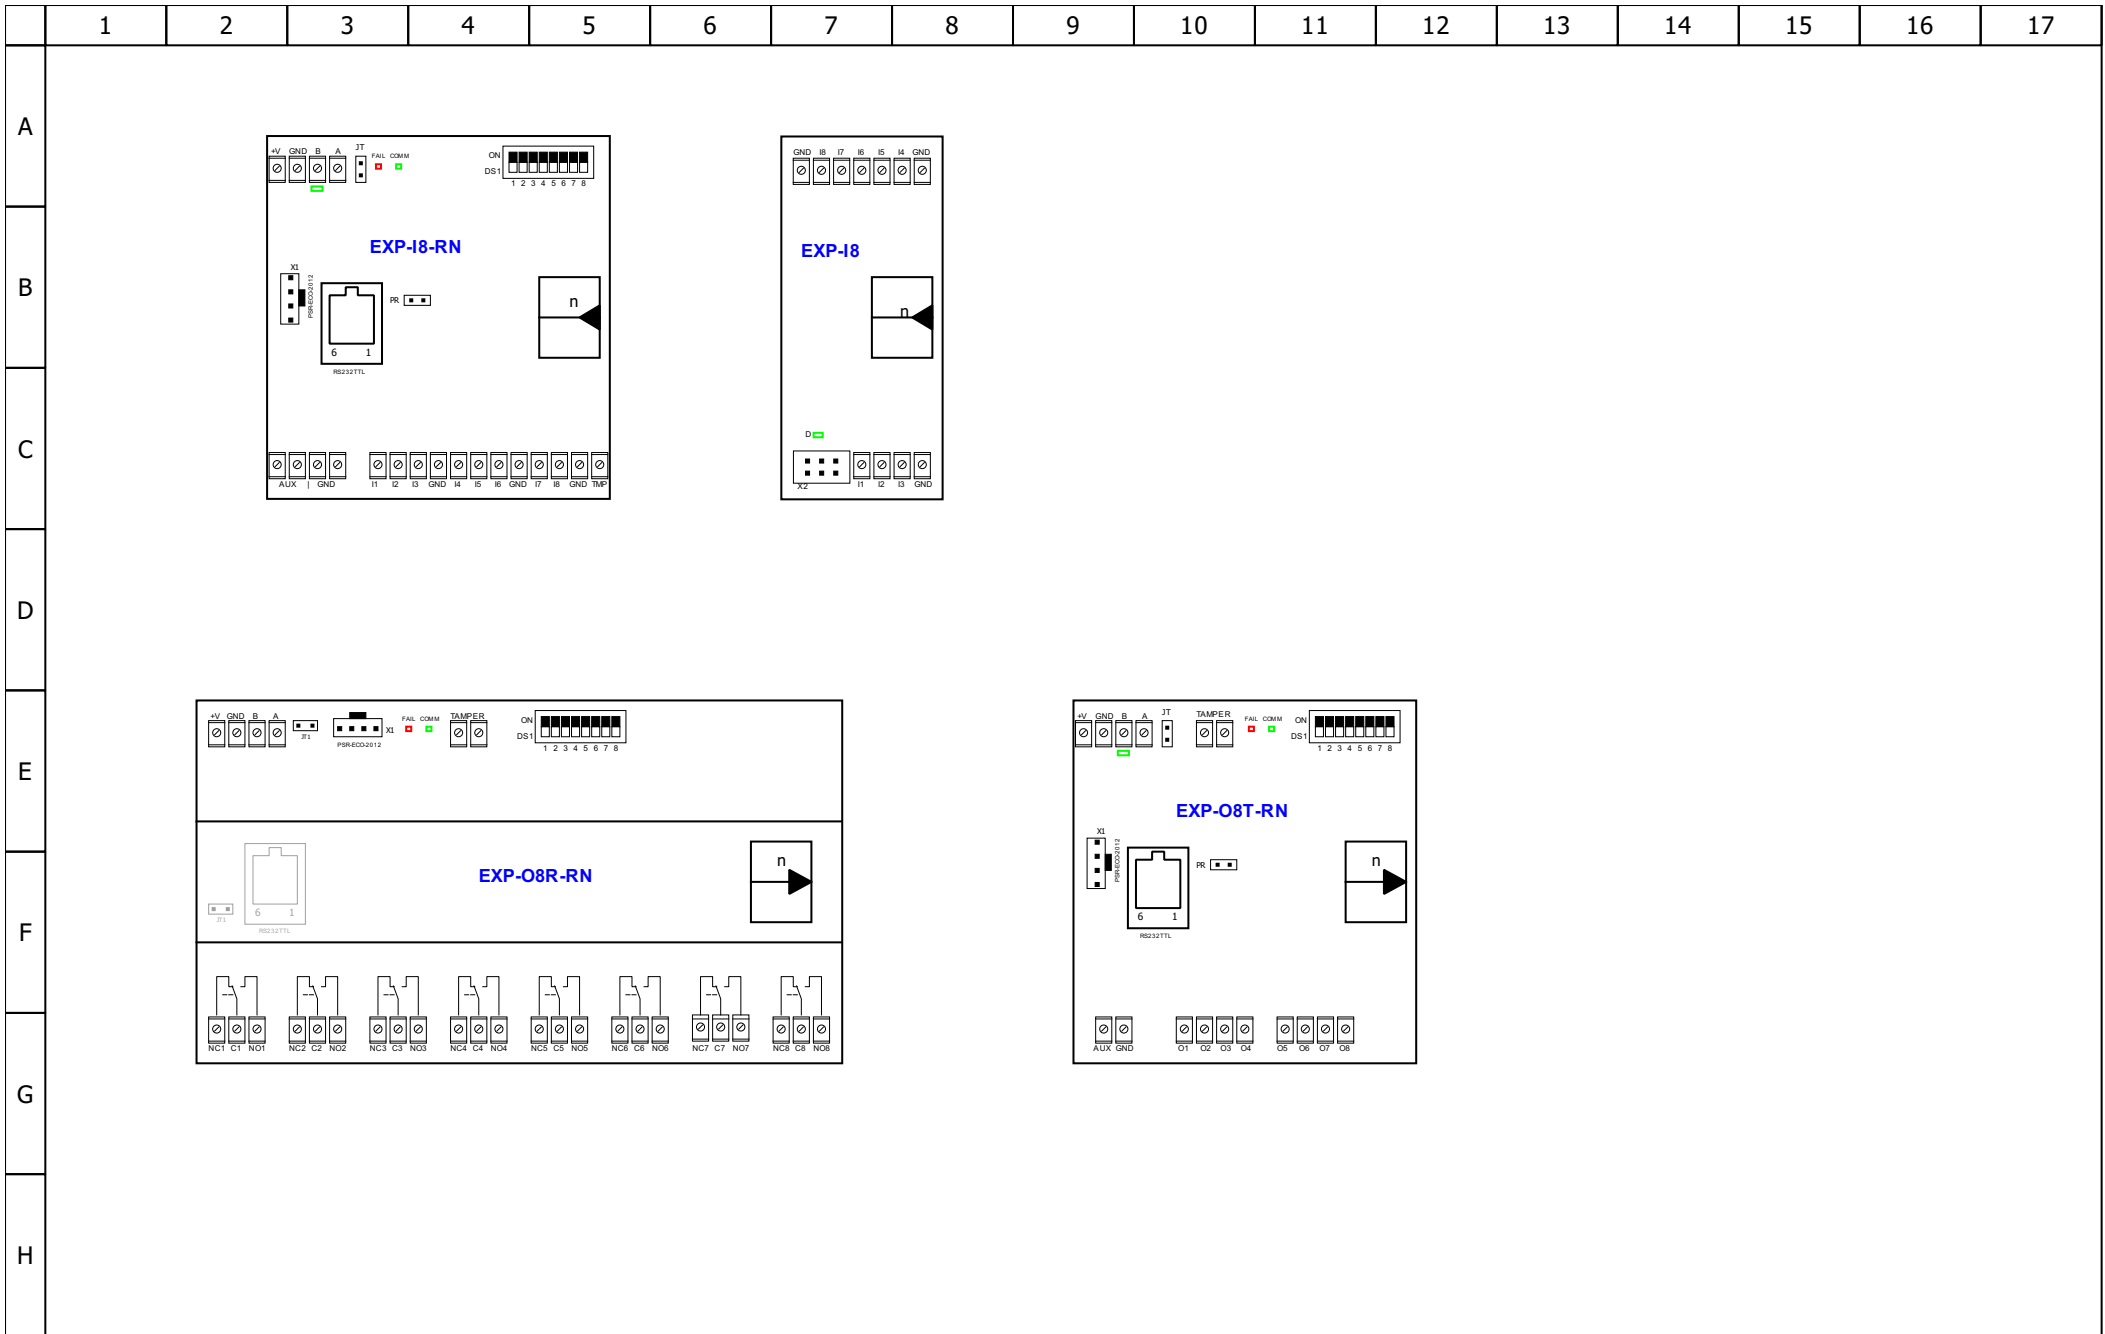 1 2 3 4 5 6 7 8 9 10 11 12 13 14 15 16 17
A
B
C
D
E
F
G
H
+V GND B A
JT
FAIL COMM
ON
DS1
1 2 3 4 5 6 7 8
EXP-I8-RN
X1
PSR-ECO-2012
PR
n
6 1
RS232TTL
AUX | GND
I1 I2 I3 GND I4 I5 I6 GND I7 I8 GND TMP
GND I8 I7 I6 I5 I4 GND
EXP-I8
n
D
X2
I1 I2 I3 GND
+V GND B A
JT1
PSR-ECO-2012
X1
FAIL COMM
TAMPER
ON
DS1
1 2 3 4 5 6 7 8
JT1
6 1
RS232TTL
EXP-O8R-RN
n
NC1 C1 NO1
NC2 C2 NO2
NC3 C3 NO3
NC4 C4 NO4
NC5 C5 NO5
NC6 C6 NO6
NC7 C7 NO7
NC8 C8 NO8
+V GND B A
JT
TAMPER
FAIL COMM
ON
DS1
1 2 3 4 5 6 7 8
EXP-O8T-RN
X1
PSR-ECO-2012
PR
n
6 1
RS232TTL
AUX GND
O1 O2 O3 O4
O5 O6 O7 O8